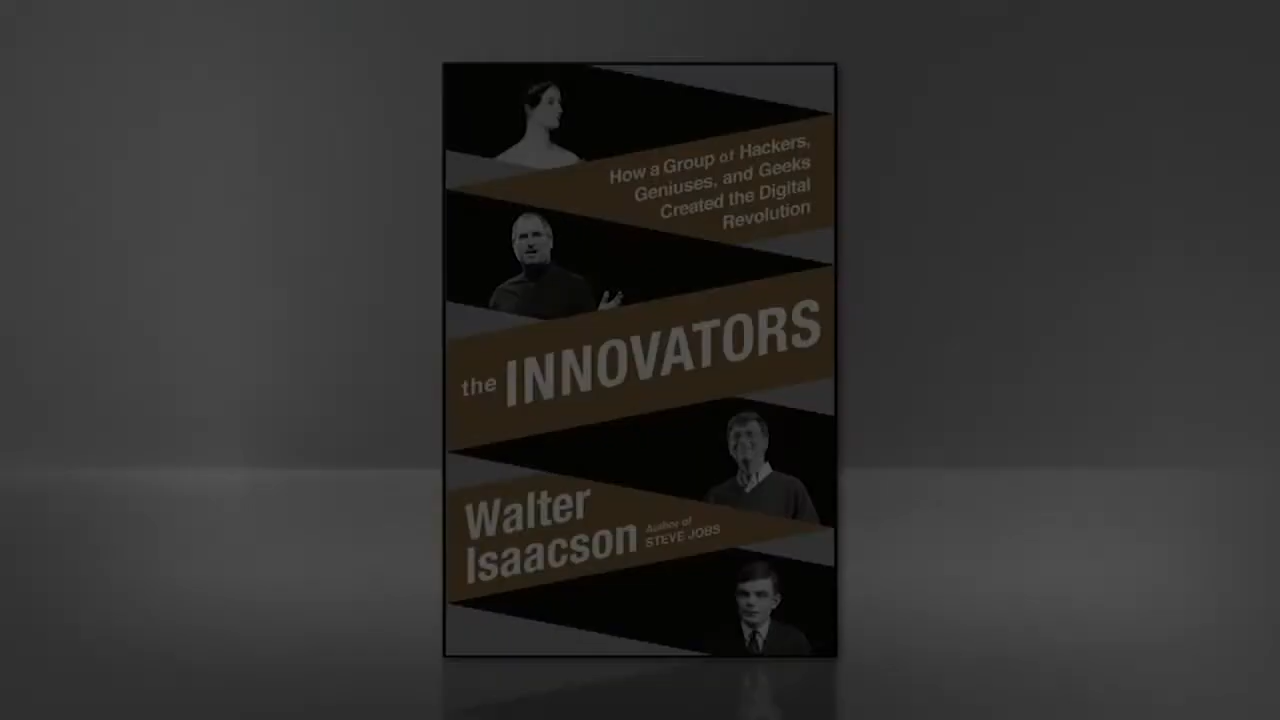 How a Group of Hackers,
Geniuses, and Geeks
Created the Digital
Revolution
the INNOVATORS
Walter
Isaacson
Author of
STEVE JOBS